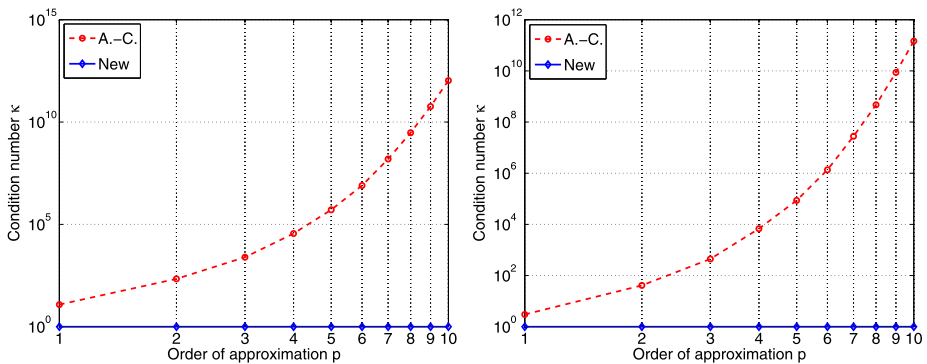 10^15
A.-C.
New
10^10
10^5
10^0
Condition number κ
1 2 3 4 5 6 7 8 9 10
Order of approximation p
10^12
A.-C.
New
10^10
10^8
10^6
10^4
10^2
10^0
Condition number κ
1 2 3 4 5 6 7 8 9 10
Order of approximation p